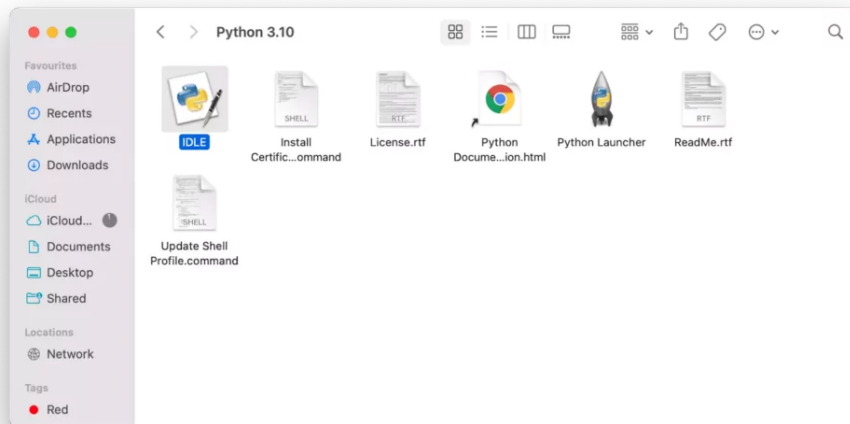 Python 3.10
Favourites
AirDrop
Recents
Applications
Downloads
iCloud
iCloud...
Documents
Desktop
Shared
Locations
Network
Tags
Red
IDLE
SHELL
Install
Certific...ommand
RTF
License.rtf
Python
Docume...ion.html
Python Launcher
RTF
ReadMe.rtf
SHELL
Update Shell
Profile.command